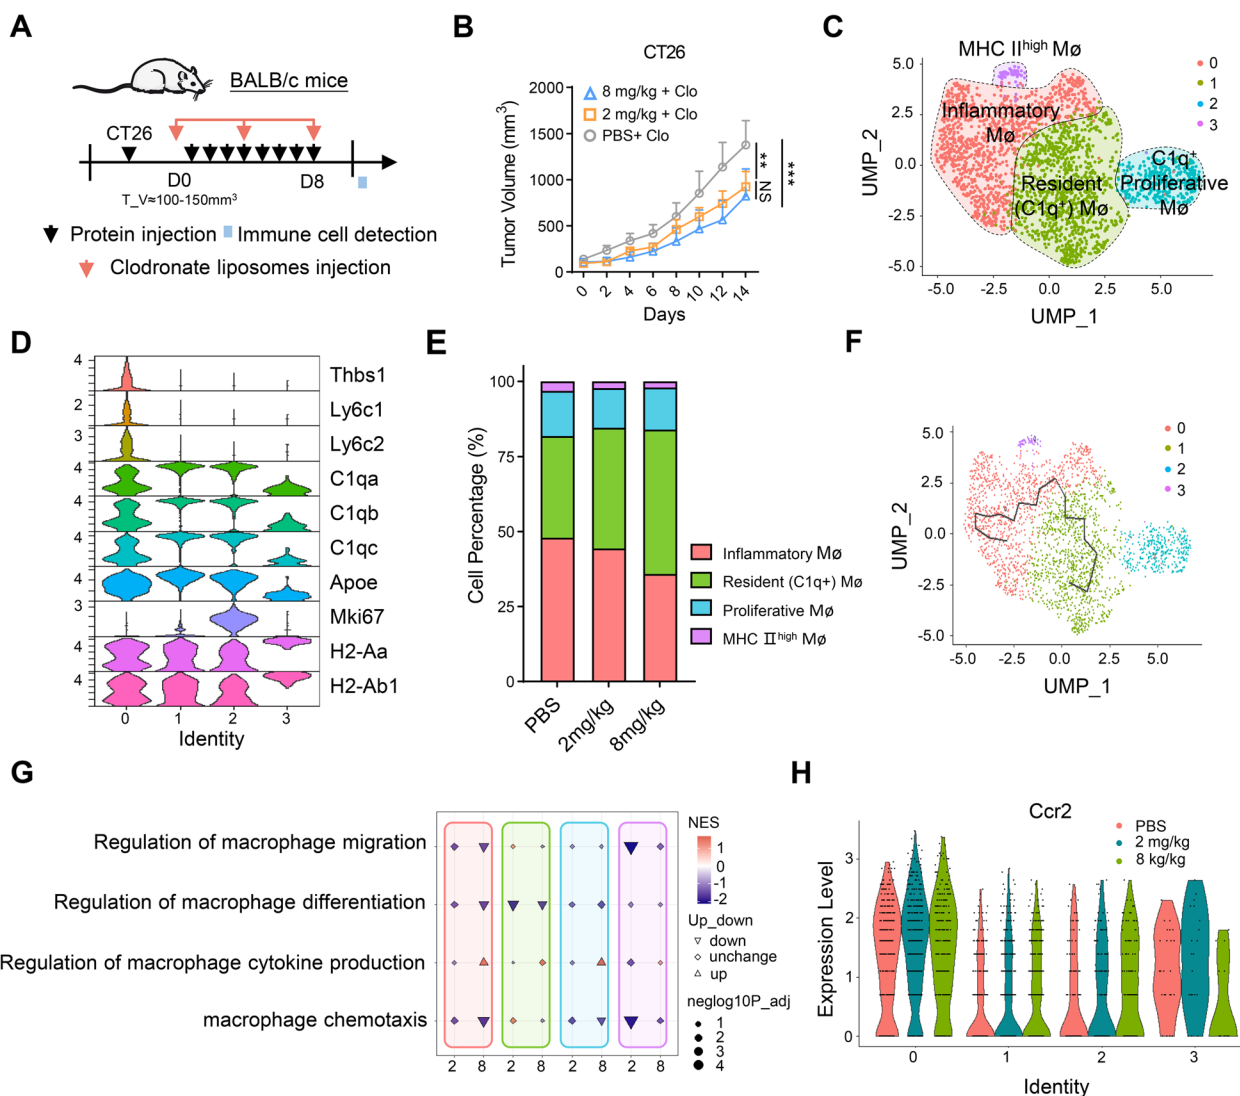 A
BALB/c mice
CT26
D0
D8
T_V≈100-150mm³
Protein injection
Immune cell detection
Clodronate liposomes injection
B
CT26
8 mg/kg + Clo
2 mg/kg + Clo
PBS+ Clo
Tumor Volume (mm³)
2000
1500
1000
500
0
0 2 4 6 8 10 12 14
Days
**
NS
***
C
MHC IIhigh Mø
Inflammatory
Mø
Resident
(C1q⁺) Mø
C1q⁺
Proliferative
Mø
0
1
2
3
UMP_2
5.0
2.5
0.0
-2.5
-5.0
-5.0 -2.5 0.0 2.5 5.0
UMP_1
D
4 Thbs1
2 Ly6c1
3 Ly6c2
4 C1qa
4 C1qb
4 C1qc
4 Apoe
3 Mki67
4 H2-Aa
4 H2-Ab1
0 1 2 3
Identity
E
Cell Percentage (%)
100
75
50
25
0
PBS
2mg/kg
8mg/kg
Inflammatory Mø
Resident (C1q+) Mø
Proliferative Mø
MHC Ⅱhigh Mø
F
0
1
2
3
UMP_2
5.0
2.5
0.0
-2.5
-5.0
-5.0 -2.5 0.0 2.5 5.0
UMP_1
G
Regulation of macrophage migration
Regulation of macrophage differentiation
Regulation of macrophage cytokine production
macrophage chemotaxis
2 8 2 8 2 8 2 8
NES
1
0
-1
-2
Up_down
down
unchange
up
neglog10P_adj
1
2
3
4
H
Ccr2
PBS
2 mg/kg
8 kg/kg
Expression Level
3
2
1
0
0 1 2 3
Identity